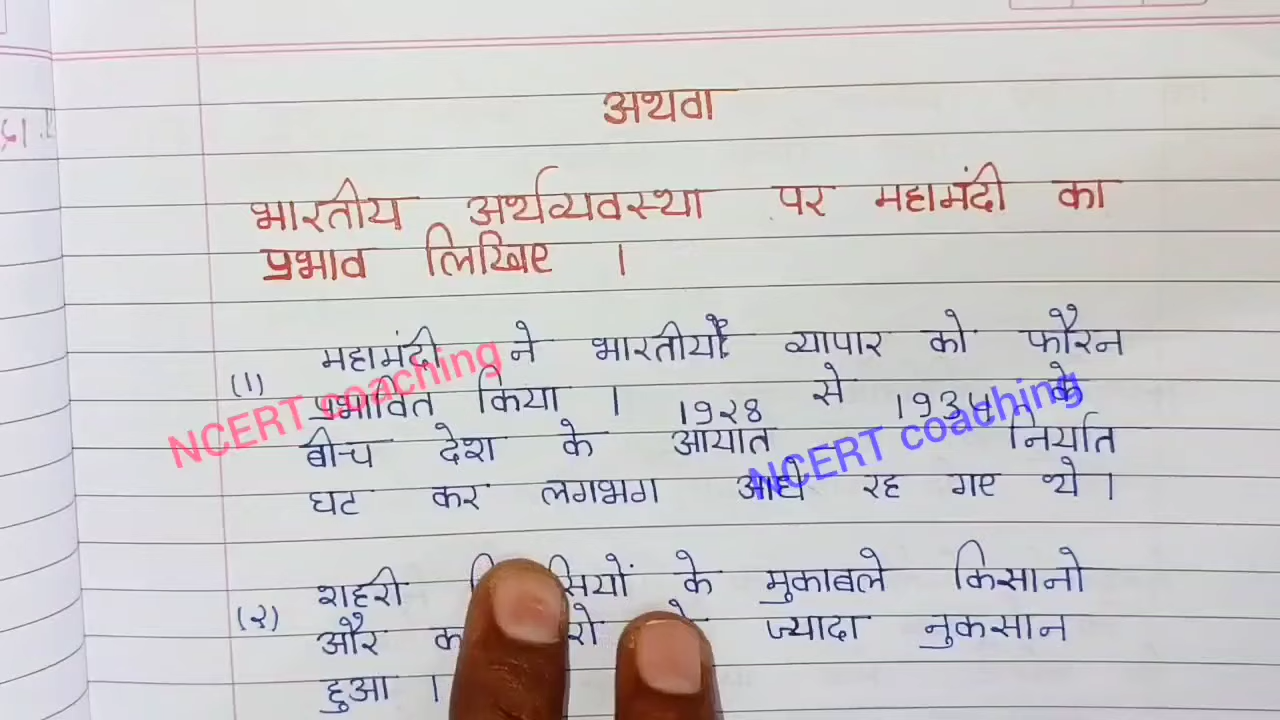 अथवा
भारतीय अर्थव्यवस्था पर महामंदी का
प्रभाव लिखिए ।
(1) महामंदी ने भारतीयों व्यापार को फौरन
प्रभावित किया । 1928 से 1934 के
बीच देश के आयात - निर्यात
घट कर लगभग आधे रह गए थे ।
(२) शहरी के मुकाबले किसानो
और ज्यादा नुकसान
हुआ ।
NCERT coaching
NCERT coaching